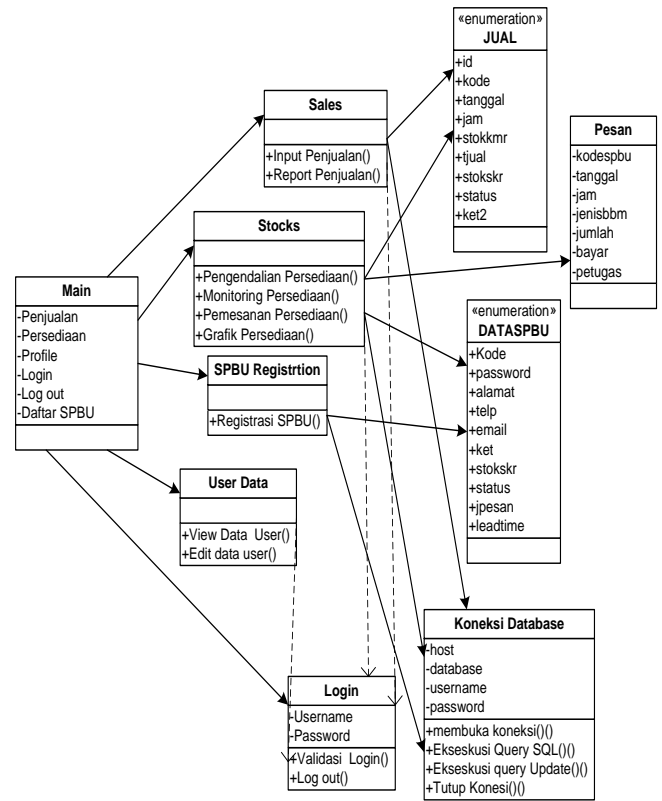 «enumeration»
JUAL
+id
+kode
+tanggal
+jam
+stokkmr
+tjual
+stokskr
+status
+ket2
Sales
+Input Penjualan()
+Report Penjualan()
Pesan
-kodespbu
-tanggal
-jam
-jenisbbm
-jumlah
-bayar
-petugas
Stocks
+Pengendalian Persediaan()
+Monitoring Persediaan()
+Pemesanan Persediaan()
+Grafik Persediaan()
Main
-Penjualan
-Persediaan
-Profile
-Login
-Log out
-Daftar SPBU
«enumeration»
DATASPBU
+Kode
+password
+alamat
+telp
+email
+ket
+stokskr
+status
+jpesan
+leadtime
SPBU Registrtion
+Registrasi SPBU()
User Data
+View Data  User()
+Edit data user()
Koneksi Database
-host
-database
-username
-password
+membuka koneksi()()
+Ekseskusi Query SQL()()
+Ekseskusi query Update()()
+Tutup Konesi()()
Login
-Username
-Password
+Validasi  Login()
+Log out()